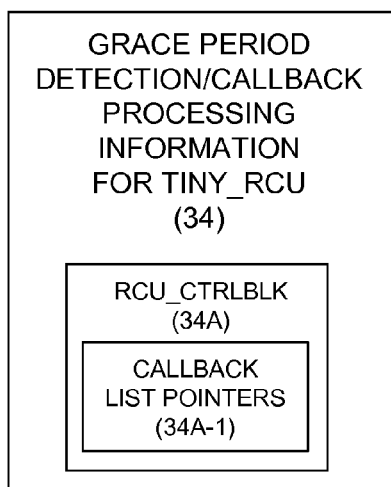 GRACE PERIOD
DETECTION/CALLBACK
PROCESSING
INFORMATION
FOR TINY_RCU
(34)
RCU_CTRLBLK
(34A)
CALLBACK
LIST POINTERS
(34A-1)